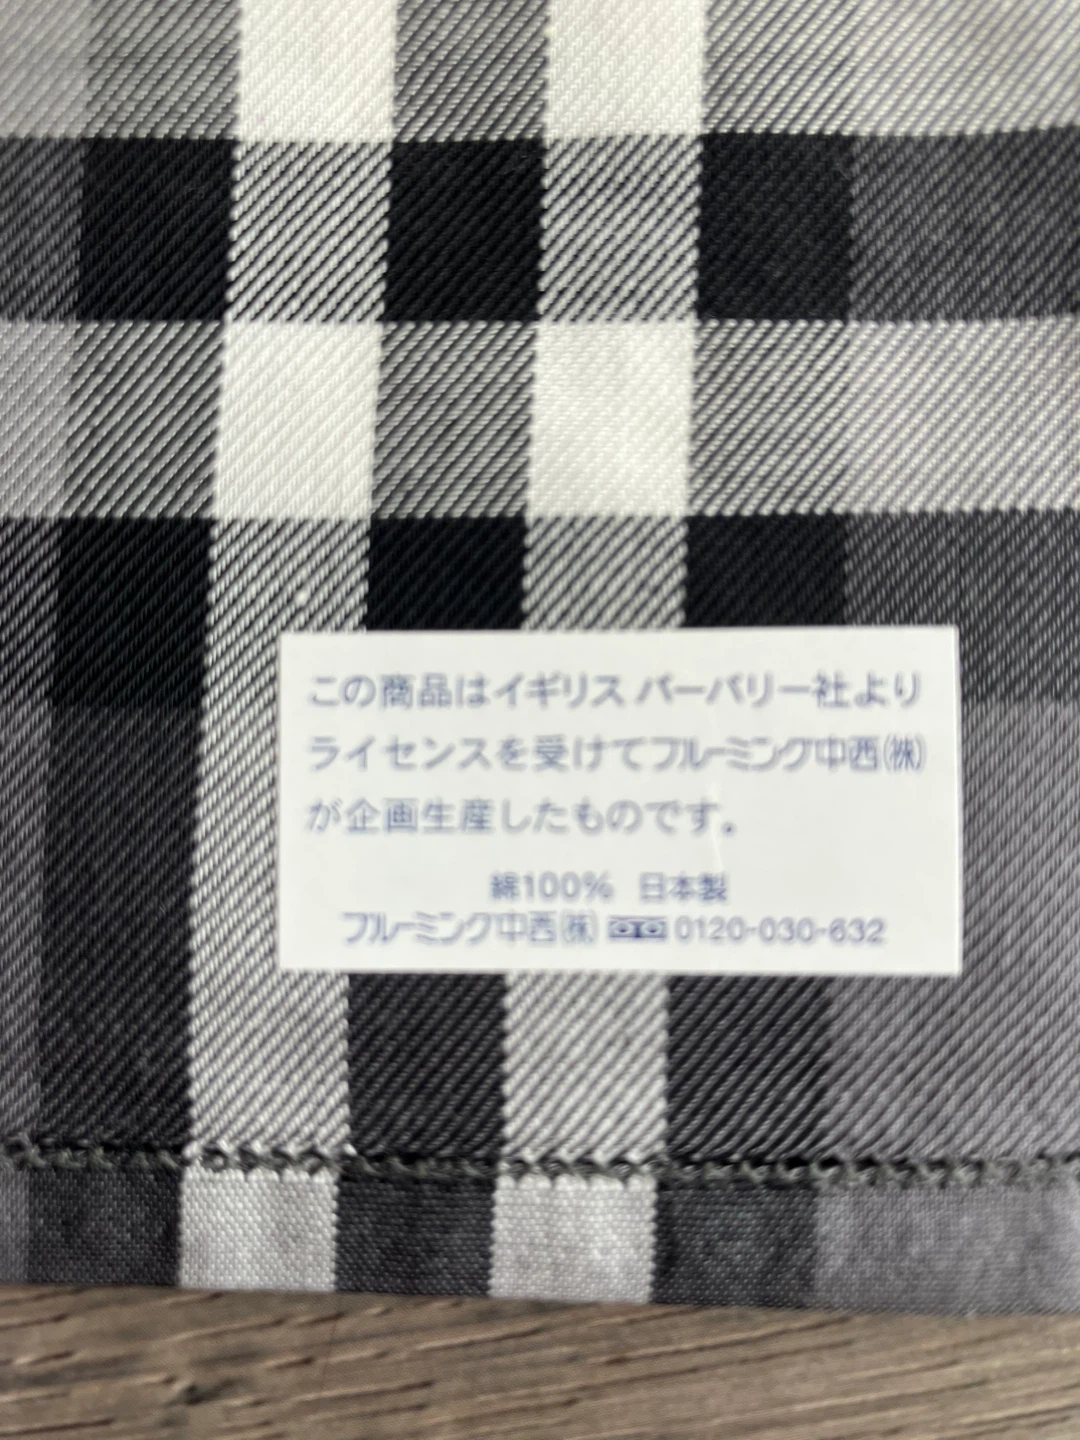 この商品はイギリス バーバリー社より
ライセンスを受けてブルーミング中西㈱
が企画生産したものです。
綿100% 日本製
ブルーミング中西㈱ 0120-030-632